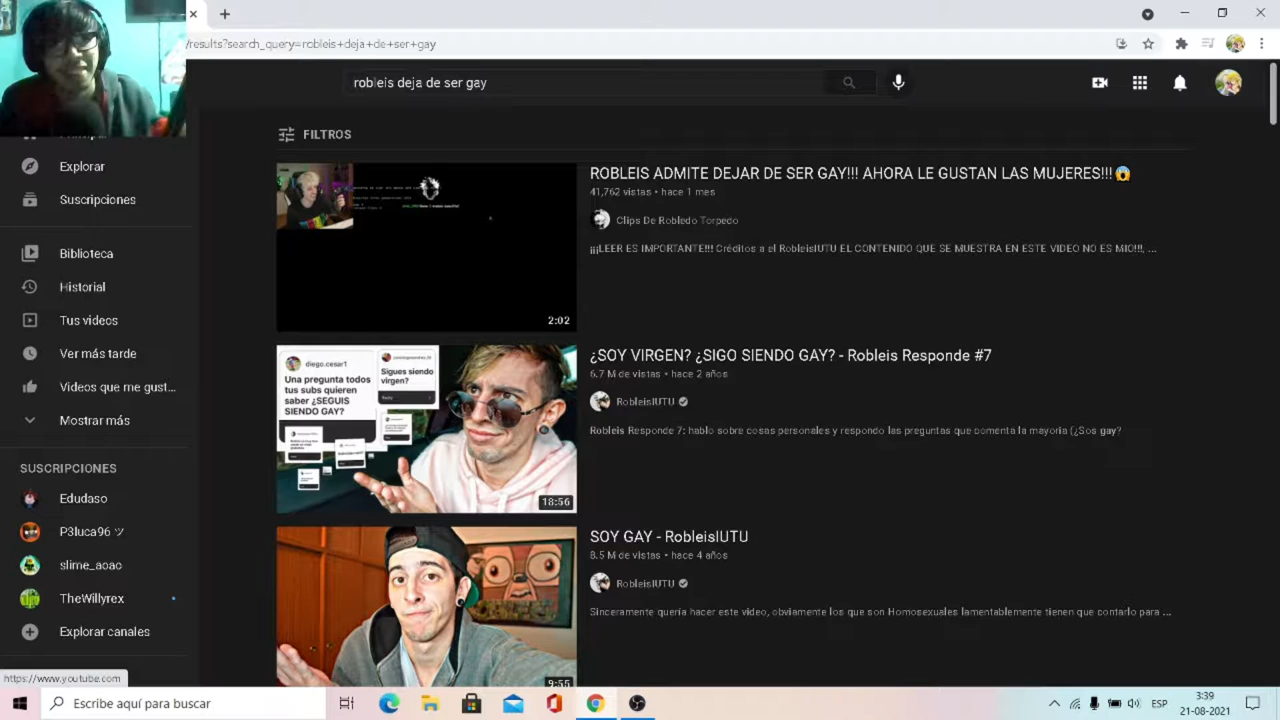 /results?search_query=robleis+deja+de+ser+gay
robleis deja de ser gay
Principal
Explorar
Suscripciones
Biblioteca
Historial
Tus videos
Ver más tarde
Videos que me gust...
Mostrar más
SUSCRIPCIONES
Edudaso
P3luca96 ツ
slime_aoao
TheWillyrex
Explorar canales
https://www.youtube.com
FILTROS
2:02
ROBLEIS ADMITE DEJAR DE SER GAY!!! AHORA LE GUSTAN LAS MUJERES!!! 😱
41,762 vistas • hace 1 mes
Clips De Robledo Torpedo
¡¡¡LEER ES IMPORTANTE!!! Créditos a el RobleisIUTU EL CONTENIDO QUE SE MUESTRA EN ESTE VIDEO NO ES MIO!!!, ...
diego.cesar1
Una pregunta todos
tus subs quieren
saber ¿SEGUIS
SIENDO GAY?
Sigues siendo
virgen?
18:56
¿SOY VIRGEN? ¿SIGO SIENDO GAY? - Robleis Responde #7
6.7 M de vistas • hace 2 años
RobleisIUTU
Robleis Responde 7: hablo sobre cosas personales y respondo las preguntas que comenta la mayoria (¿Sos gay?
9:55
SOY GAY - RobleisIUTU
8.5 M de vistas • hace 4 años
RobleisIUTU
Sinceramente quería hacer este video, obviamente los que son Homosexuales lamentablemente tienen que contarlo para ...
Escribe aquí para buscar
ESP
3:39
21-08-2021